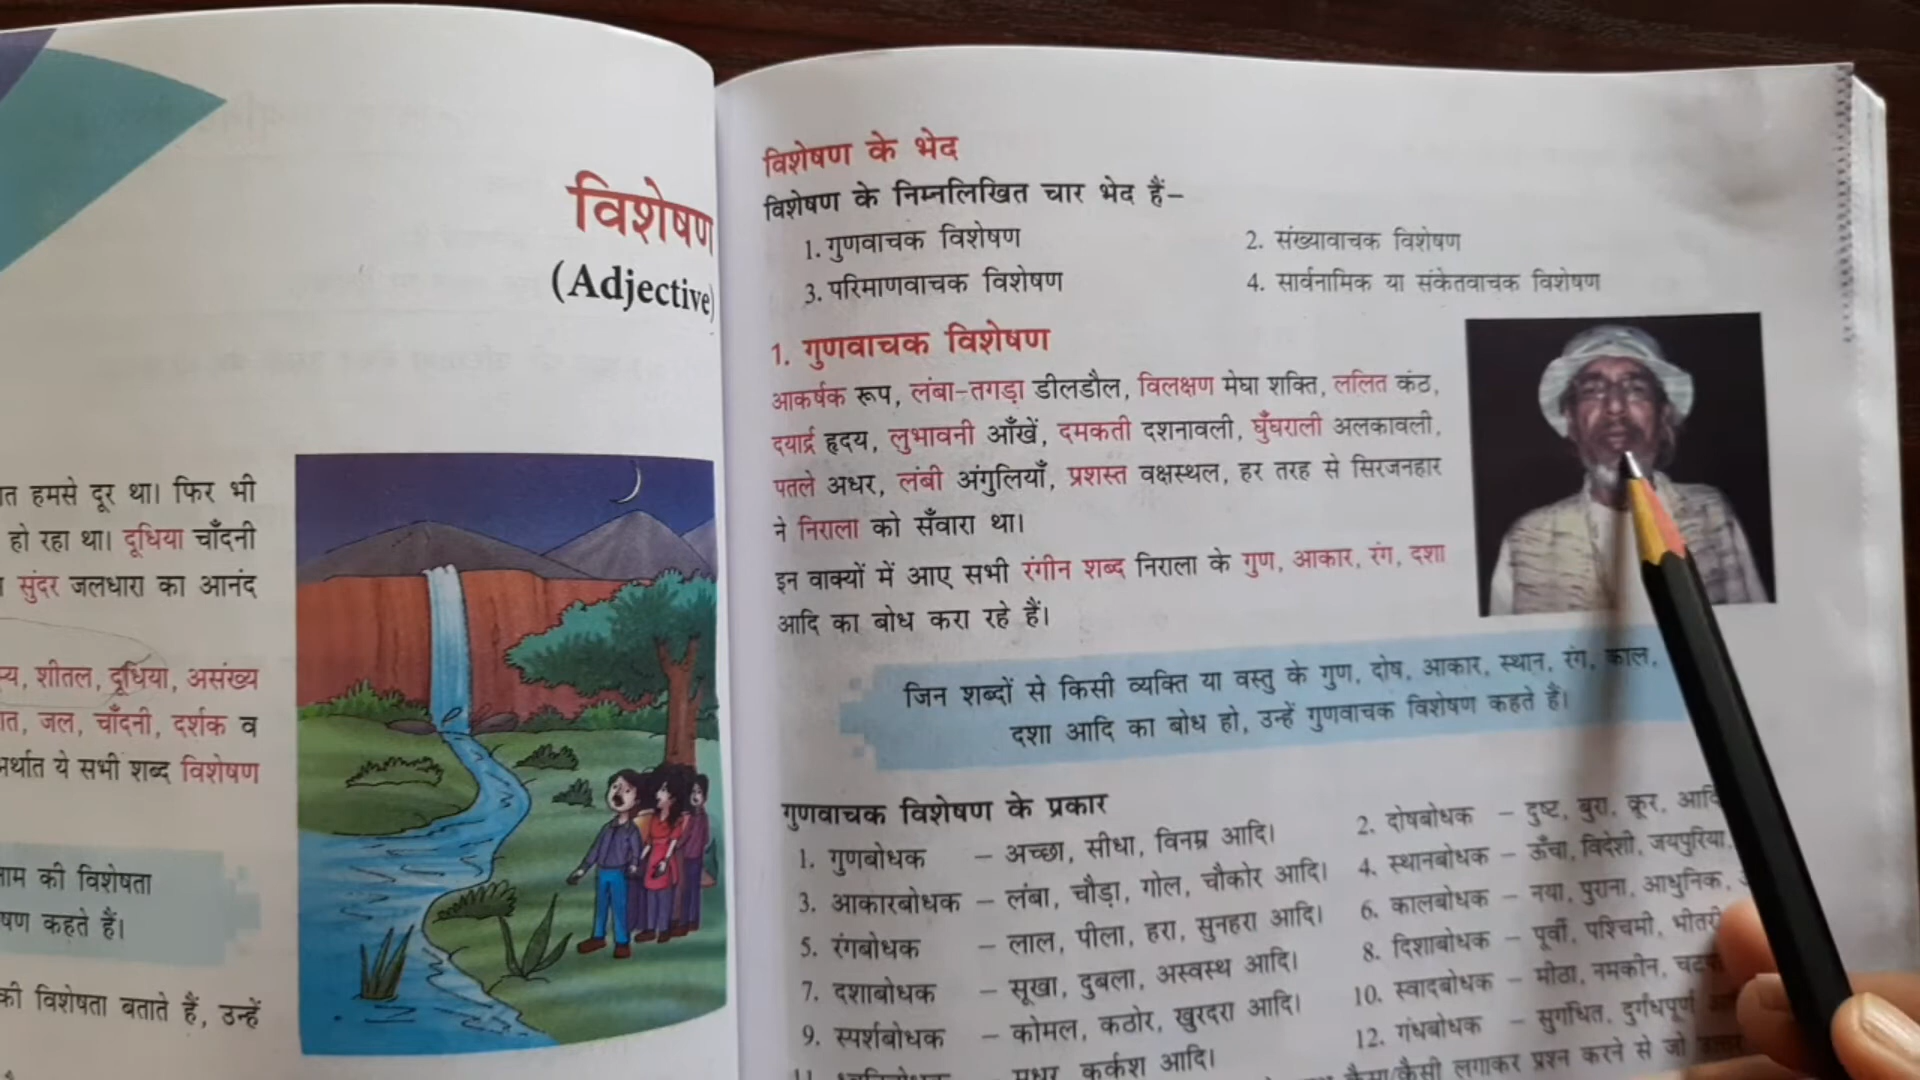 विशेषण
(Adjective)
हमसे दूर था। फिर भी
हो रहा था। दूधिया चाँदनी
सुंदर जलधारा का आनंद
शीतल, दूधिया, असंख्य
जल, चाँदनी, दर्शक व
ये सभी शब्द विशेषण
की विशेषता
कहते हैं।
की विशेषता बताते हैं, उन्हें
विशेषण के भेद
विशेषण के निम्नलिखित चार भेद हैं–
1. गुणवाचक विशेषण 2. संख्यावाचक विशेषण
3. परिमाणवाचक विशेषण 4. सार्वनामिक या संकेतवाचक विशेषण
1. गुणवाचक विशेषण
आकर्षक रूप, लंबा-तगड़ा डीलडौल, विलक्षण मेघा शक्ति, ललित कंठ,
दयार्द्र हृदय, लुभावनी आँखें, दमकती दशनावली, घुँघराली अलकावली,
पतले अधर, लंबी अंगुलियाँ, प्रशस्त वक्षस्थल, हर तरह से सिरजनहार
ने निराला को सँवारा था।
इन वाक्यों में आए सभी रंगीन शब्द निराला के गुण, आकार, रंग, दशा
आदि का बोध करा रहे हैं।
जिन शब्दों से किसी व्यक्ति या वस्तु के गुण, दोष, आकार, स्थान, रंग, काल,
दशा आदि का बोध हो, उन्हें गुणवाचक विशेषण कहते हैं।
गुणवाचक विशेषण के प्रकार
1. गुणबोधक – अच्छा, सीधा, विनम्र आदि। 2. दोषबोधक – दुष्ट, बुरा, क्रूर, आदि
3. आकारबोधक – लंबा, चौड़ा, गोल, चौकोर आदि। 4. स्थानबोधक – ऊँचा, विदेशी, जयपुरिया,
5. रंगबोधक – लाल, पीला, हरा, सुनहरा आदि। 6. कालबोधक – नया, पुराना, आधुनिक,
7. दशाबोधक – सूखा, दुबला, अस्वस्थ आदि। 8. दिशाबोधक – पूर्वी, पश्चिमी, भीतरी
9. स्पर्शबोधक – कोमल, कठोर, खुरदरा आदि। 10. स्वादबोधक – मीठा, नमकीन,
मधुर, कर्कश आदि। 12. गंधबोधक – सुगंधित, दुर्गंधपूर्ण
लगाकर प्रश्न करने से जो